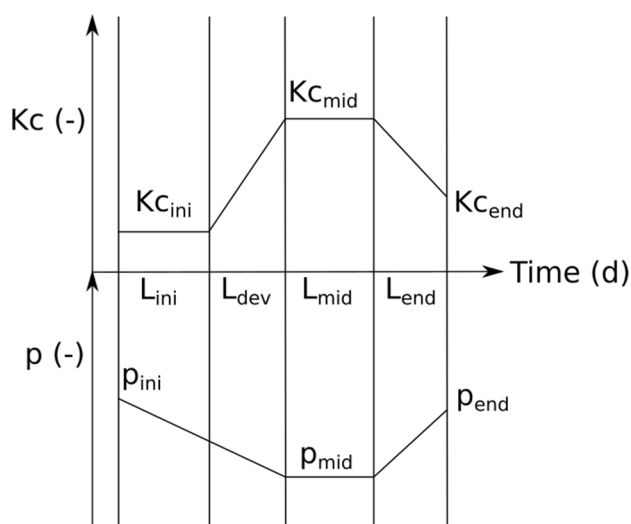 Kc_mid
Kc (-)
Kc_ini
Kc_end
Time (d)
L_ini
L_dev
L_mid
L_end
p (-)
p_ini
p_end
p_mid